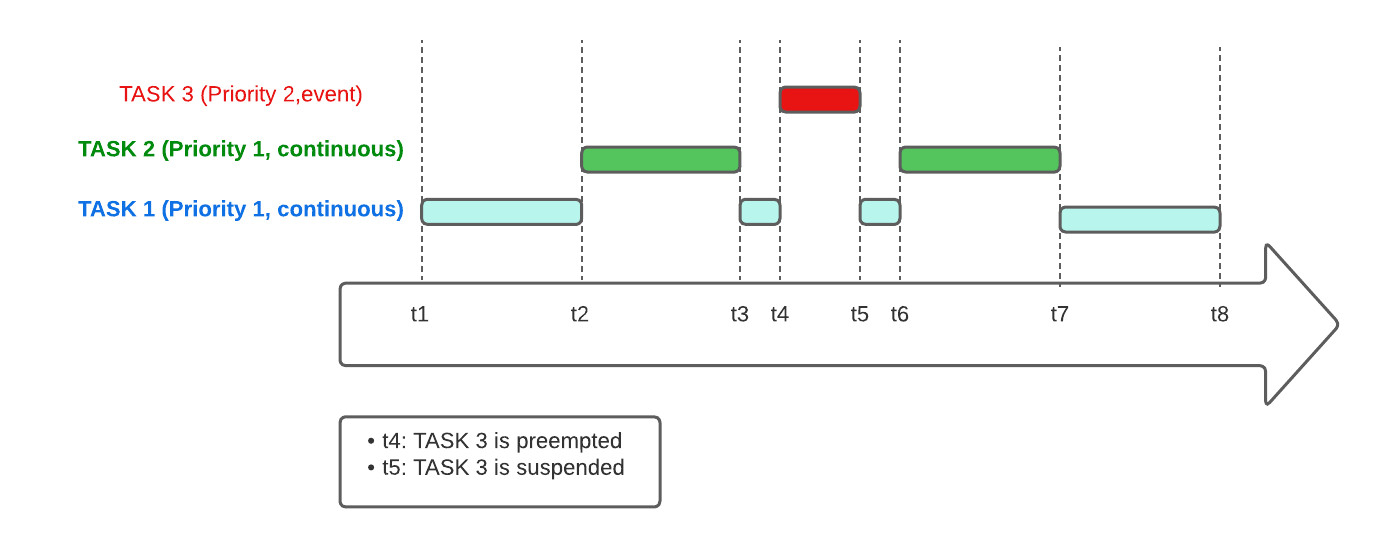 TASK 3 (Priority 2,event)
TASK 2 (Priority 1, continuous)
TASK 1 (Priority 1, continuous)
t1 t2 t3 t4 t5 t6 t7 t8
• t4: TASK 3 is preempted
• t5: TASK 3 is suspended